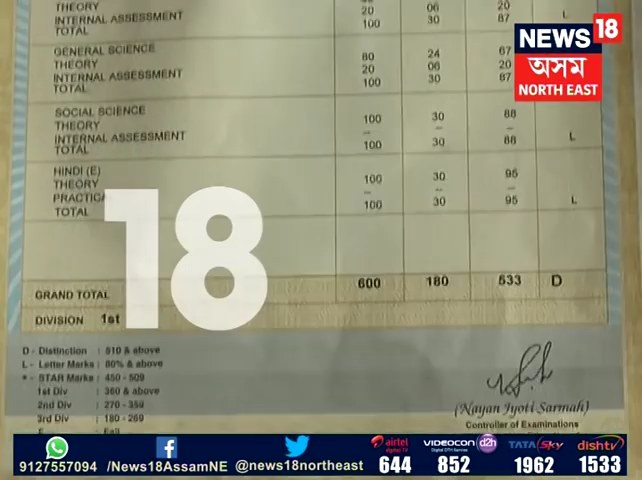 THEORY 20 06 20
INTERNAL ASSESSMENT 100 30 87 L
TOTAL
GENERAL SCIENCE
THEORY 80 24 67
INTERNAL ASSESSMENT 20 06 20
TOTAL 100 30 87
SOCIAL SCIENCE
THEORY 100 30 88
INTERNAL ASSESSMENT – – – L
TOTAL 100 30 88
HINDI (E)
THEORY 100 30 95
– – –
TOTAL 100 30 95 L
GRAND TOTAL 600 180 533 D
DIVISION 1st
D - Distinction : 510 & above
L - Letter Marks : 80% & above
* - STAR Marks : 450 - 509
1st Div : 360 & above
2nd Div : 270 - 359
3rd Div : 180 - 269
(Nayan Jyoti Sarmah)
Controller of Examinations
18
NEWS 18
অসম
NORTH EAST
9127557094 /News18AssamNE @news18northeast
airtel digital TV 644
VIDEOCON d2h 852
TATA Sky 1962
dishtv 1533